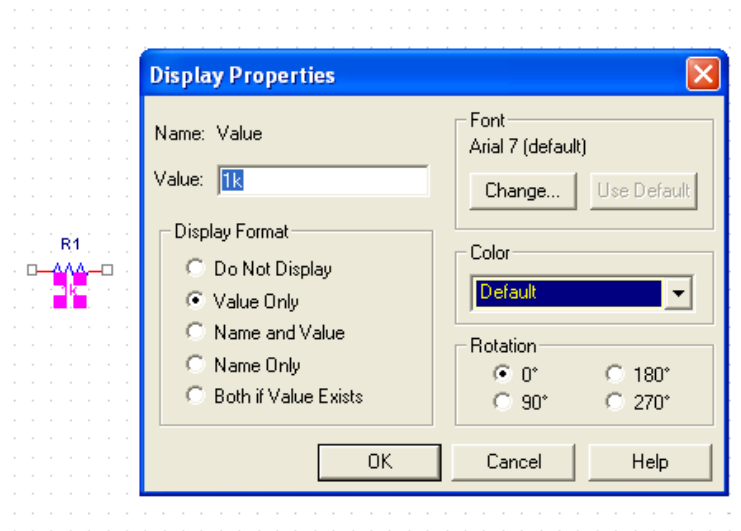 Display Properties
Name: Value
Value: 1k
Display Format
Do Not Display
Value Only
Name and Value
Name Only
Both if Value Exists
Font
Arial 7 (default)
Change...
Use Default
Color
Default
Rotation
0°
180°
90°
270°
OK
Cancel
Help
R1
1k